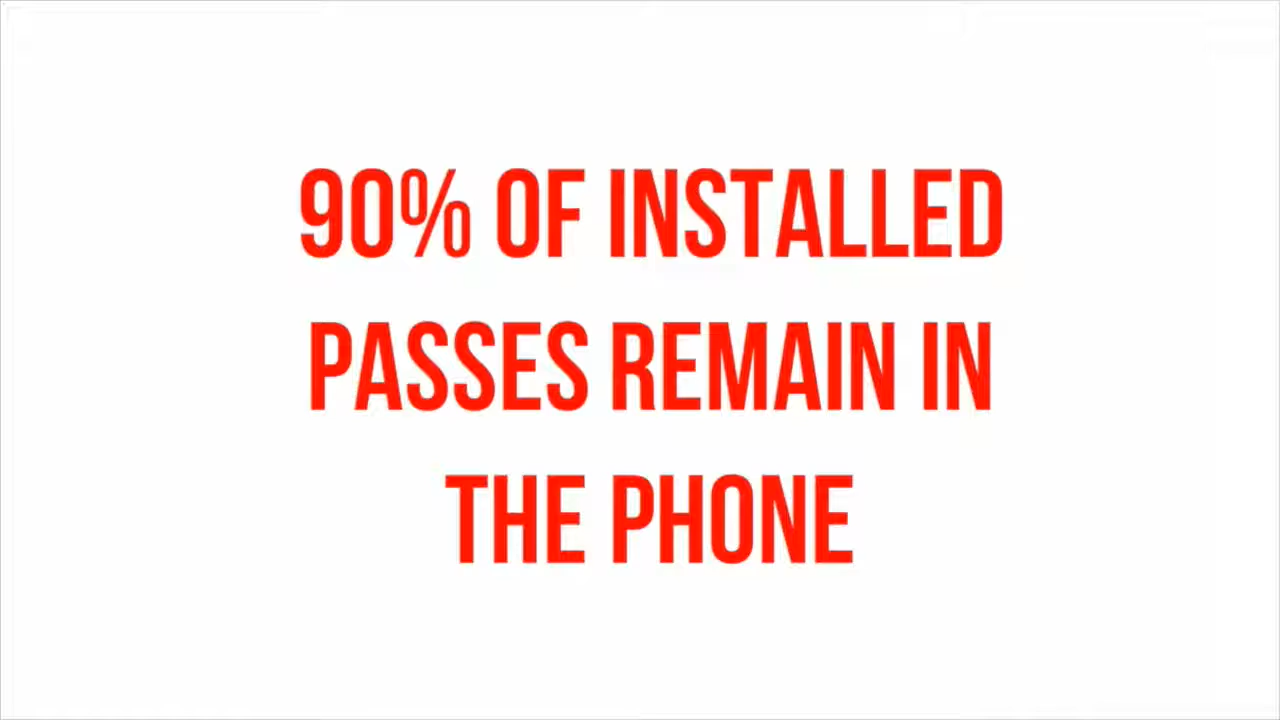 90% OF INSTALLED
PASSES REMAIN IN
THE PHONE